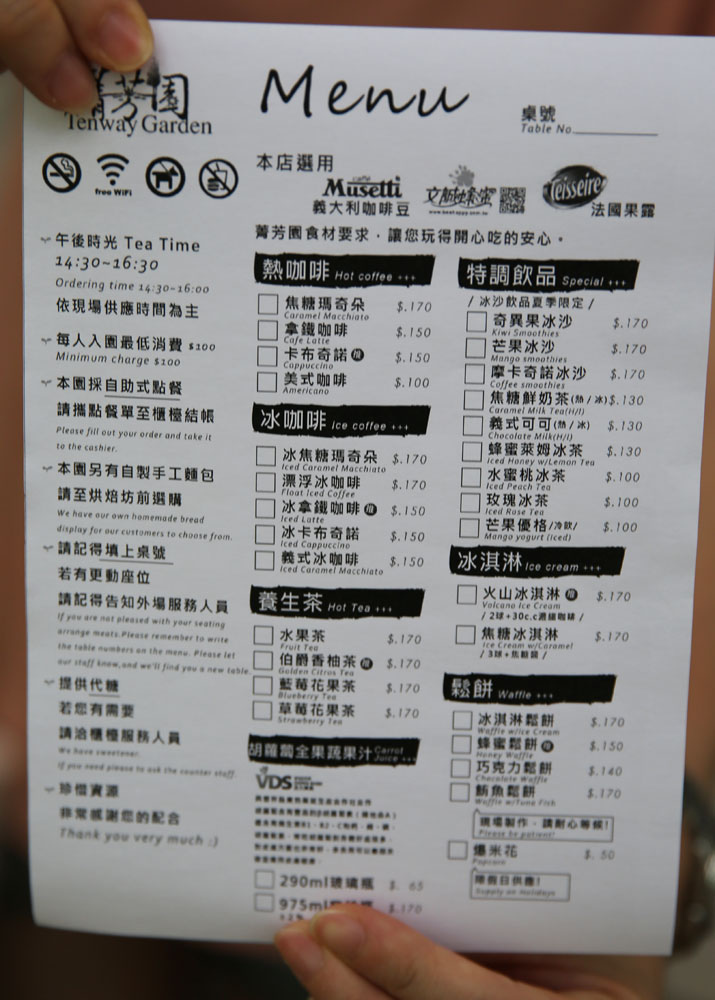 菁芳園
Tenway Garden
Menu
桌號
Table No.
free WiFi
本店選用
Musetti
義大利咖啡豆
Teisseire
法國果露
菁芳園食材要求，讓您玩得開心吃的安心。
午後時光 Tea Time
14:30~16:30
Ordering time 14:30~16:00
依現場供應時間為主
每人入園最低消費 $100
Minimum charge $100
本園採自助式點餐
請攜點餐單至櫃檯結帳
Please fill out your order and take it
to the cashier.
本園另有自製手工麵包
請至烘焙坊前選購
We have our own homemade bread
display for our customers to choose from.
請記得填上桌號
若有更動座位
請記得告知外場服務人員
If you are not pleased with your seating
arrange meats.Please remember to write
the table numbers on the menu. Please let
our staff know,and we'll find you a new table.
提供代糖
若您有需要
請洽櫃檯服務人員
We have sweetener.
If you need please to ask the counter staff.
珍惜資源
非常感謝您的配合
Thank you very much :)
熱咖啡 Hot coffee +++
焦糖瑪奇朵 $.170
Caramel Macchiato
拿鐵咖啡 $.150
Cafe Latte
卡布奇諾 $.150
Cappuccino
美式咖啡 $.100
Americano
冰咖啡 Ice coffee +++
冰焦糖瑪奇朵 $.170
Iced Caramel Macchiato
漂浮冰咖啡 $.170
Float Iced Coffee
冰拿鐵咖啡 $.150
Iced Latte
冰卡布奇諾 $.150
Iced Cappuccino
義式冰咖啡 $.150
Iced Caramel Macchiato
養生茶 Hot Tea +++
水果茶 $.170
Fruit Tea
伯爵香柚茶 $.170
Golden Citros Tea
藍莓花果茶 $.170
Blueberry Tea
草莓花果茶 $.170
Strawberry Tea
胡蘿蔔全果蔬果汁 Carrot Juice +++
VDS
290ml玻璃瓶 $. 65
975ml $.170
特調飲品 Special +++
/ 冰沙飲品夏季限定 /
奇異果冰沙 $.170
Kiwi Smoothies
芒果冰沙 $.170
Mango smoothies
摩卡奇諾冰沙 $.170
Coffee smoothies
焦糖鮮奶茶(熱/冰) $.130
Caramel Milk Tea(H/I)
義式可可(熱/冰) $.130
Chocolate Milk(H/I)
蜂蜜萊姆冰茶 $.130
Iced Honey w/Lemon Tea
水蜜桃冰茶 $.100
Iced Peach Tea
玫瑰冰茶 $.100
Iced Rose Tea
芒果優格/冷飲/ $.100
Mango yogurt (Iced)
冰淇淋 Ice cream +++
火山冰淇淋 $.170
Volcano Ice Cream
/ 2球+30c.c濃縮咖啡 /
焦糖冰淇淋 $.170
Ice Cream w/Caramel
/ 3球+焦糖醬 /
鬆餅 Waffle +++
冰淇淋鬆餅 $.170
Waffle w/Ice Cream
蜂蜜鬆餅 $.150
Honey Waffle
巧克力鬆餅 $.140
Chocolate Waffle
鮪魚鬆餅 $.170
Waffle w/Tuna Fish
現場製作，請耐心等候!
Please be patient!
爆米花 $. 50
Popcorn
限假日供應!
Supply on Holidays